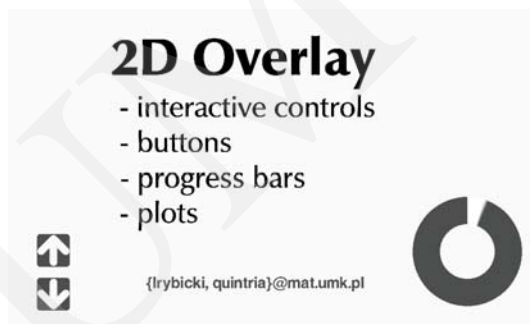 2D Overlay
- interactive controls
- buttons
- progress bars
- plots
{lrybicki, quintria}@mat.umk.pl